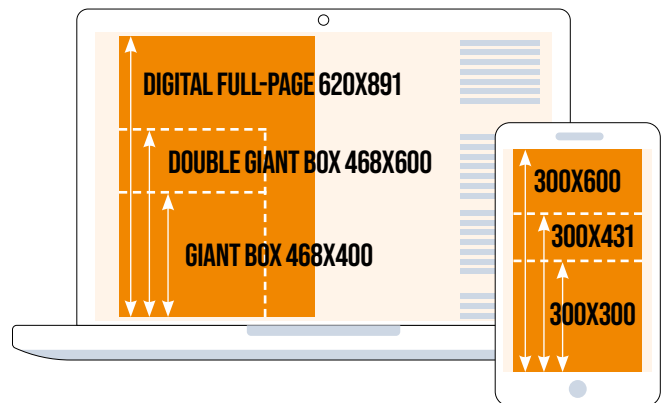 DIGITAL FULL-PAGE 620X891
DOUBLE GIANT BOX 468X600
GIANT BOX 468X400
300X600
300X431
300X300